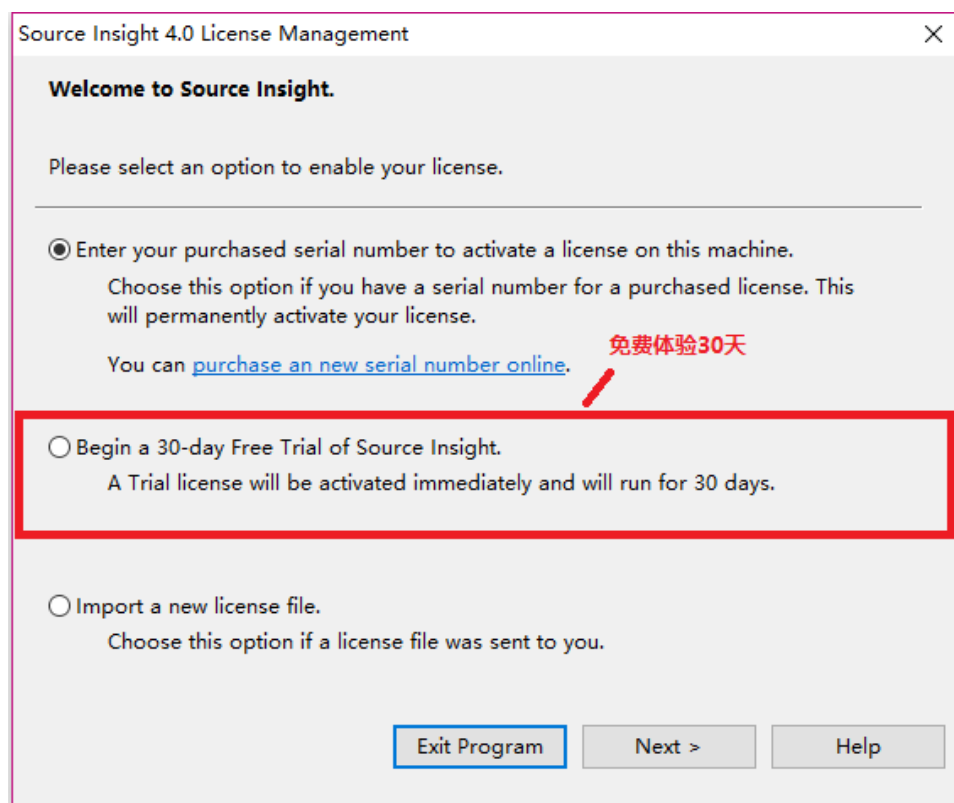 Source Insight 4.0 License Management
Welcome to Source Insight.
Please select an option to enable your license.
Enter your purchased serial number to activate a license on this machine.
Choose this option if you have a serial number for a purchased license. This
will permanently activate your license.
免费体验30天
You can purchase an new serial number online.
Begin a 30-day Free Trial of Source Insight.
A Trial license will be activated immediately and will run for 30 days.
Import a new license file.
Choose this option if a license file was sent to you.
Exit Program
Next >
Help